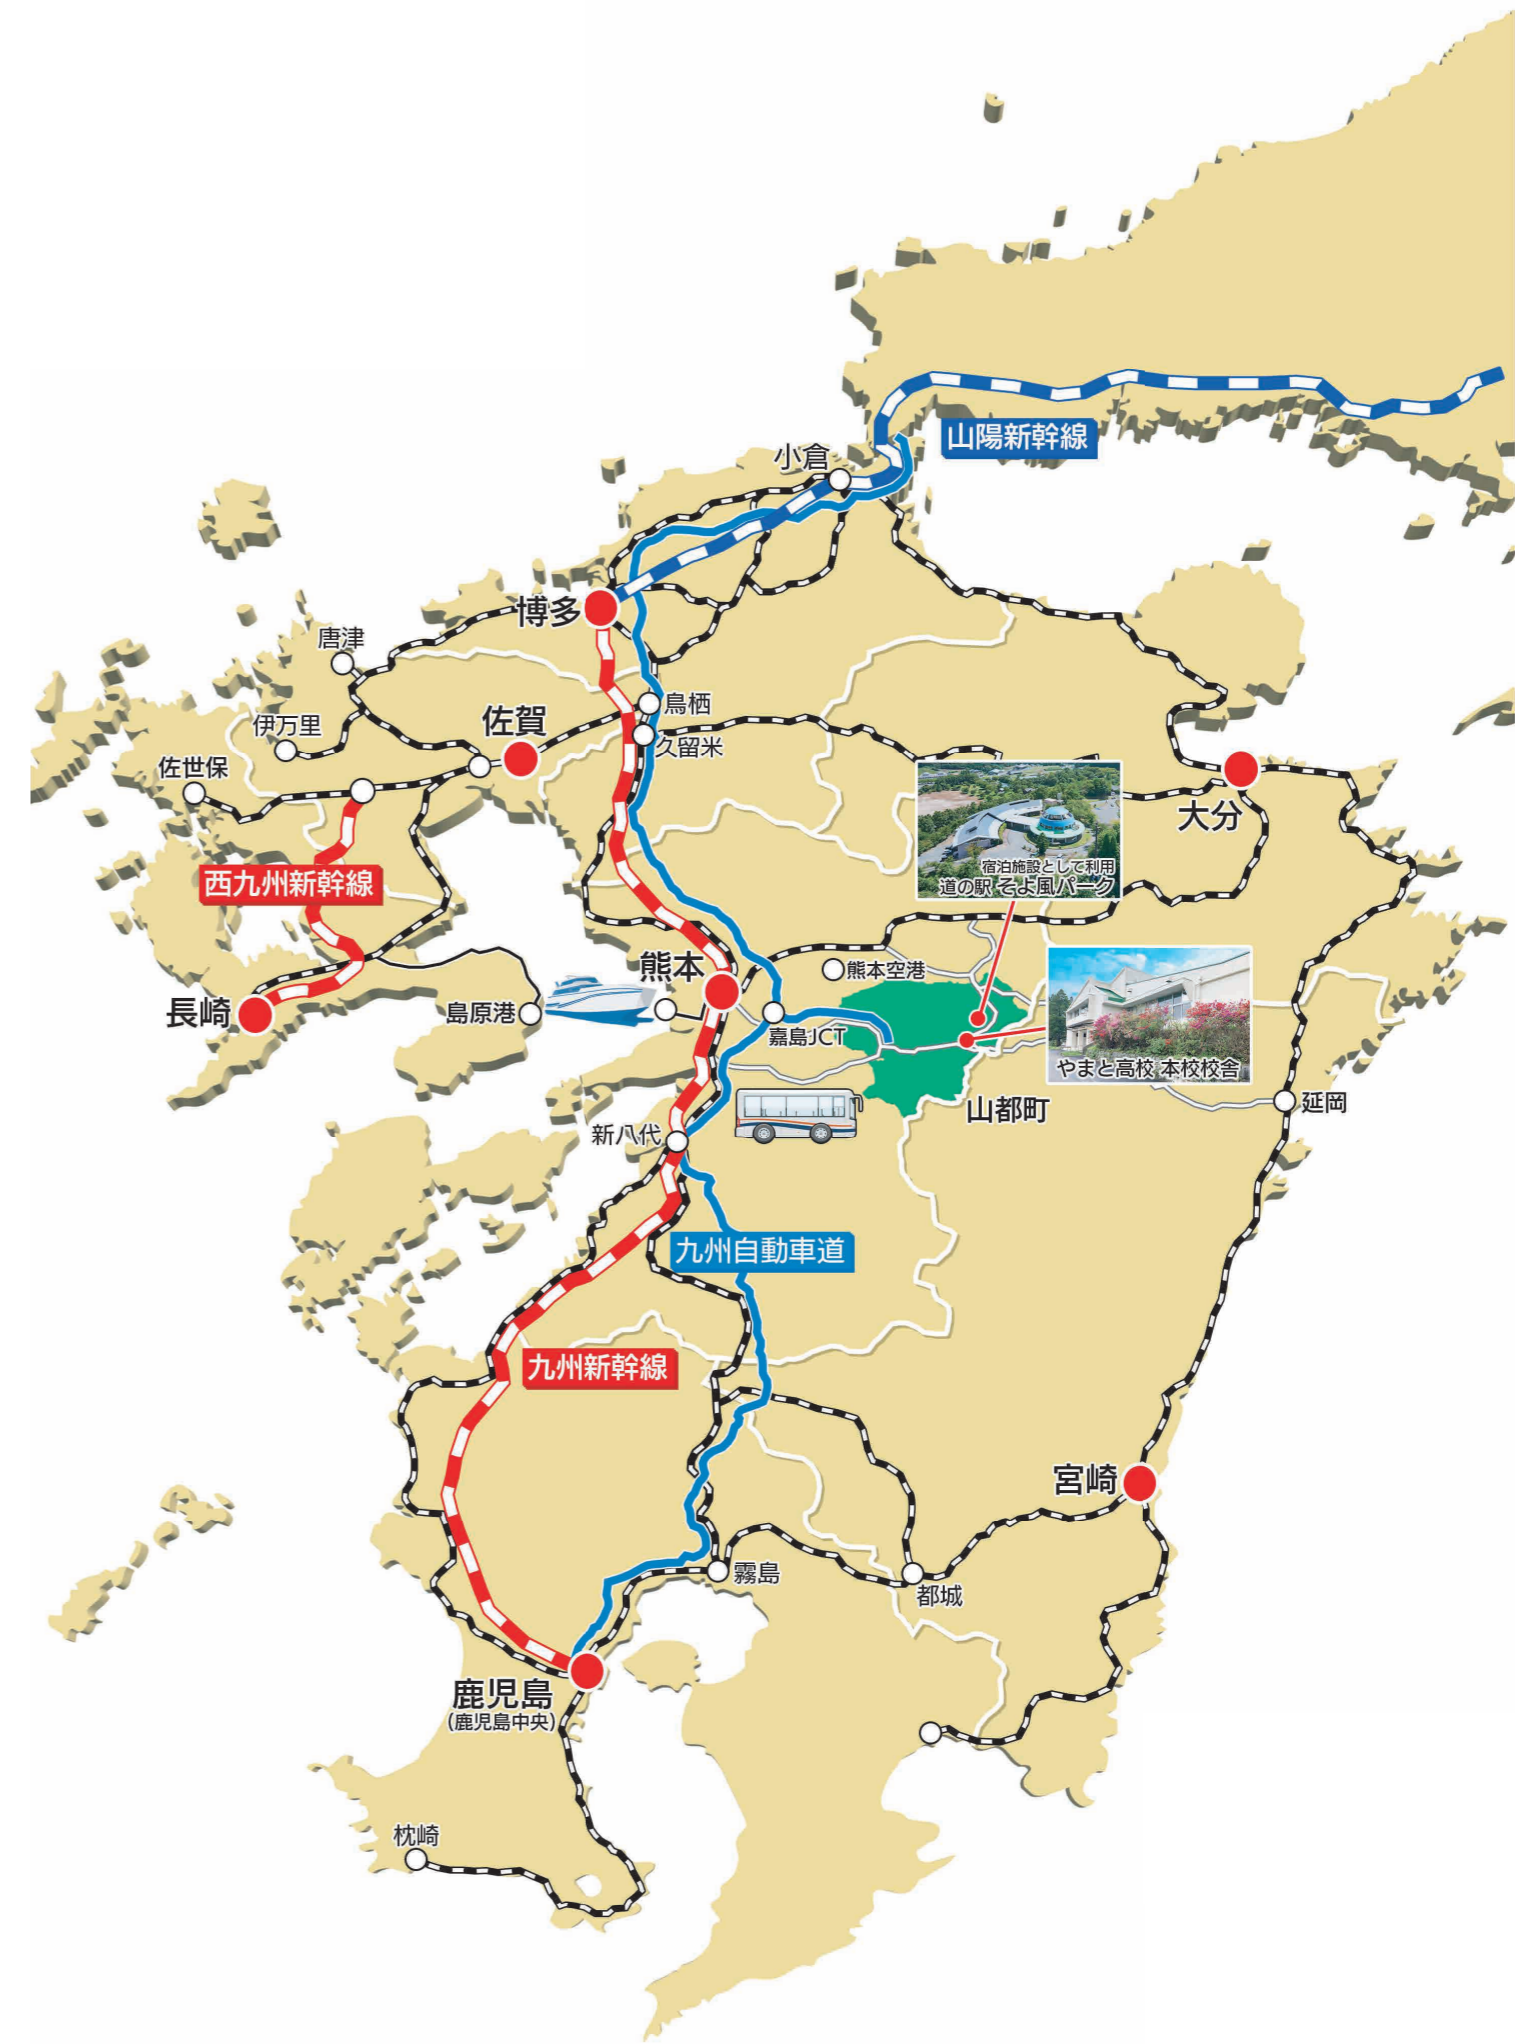 山陽新幹線
小倉
博多
唐津
鳥栖
伊万里
佐賀
久留米
佐世保
大分
宿泊施設として利用
道の駅 そよ風パーク
西九州新幹線
熊本
熊本空港
長崎
島原港
嘉島JCT
やまと高校 本校校舎
山都町
延岡
新八代
九州自動車道
九州新幹線
宮崎
霧島
都城
鹿児島
(鹿児島中央)
枕崎